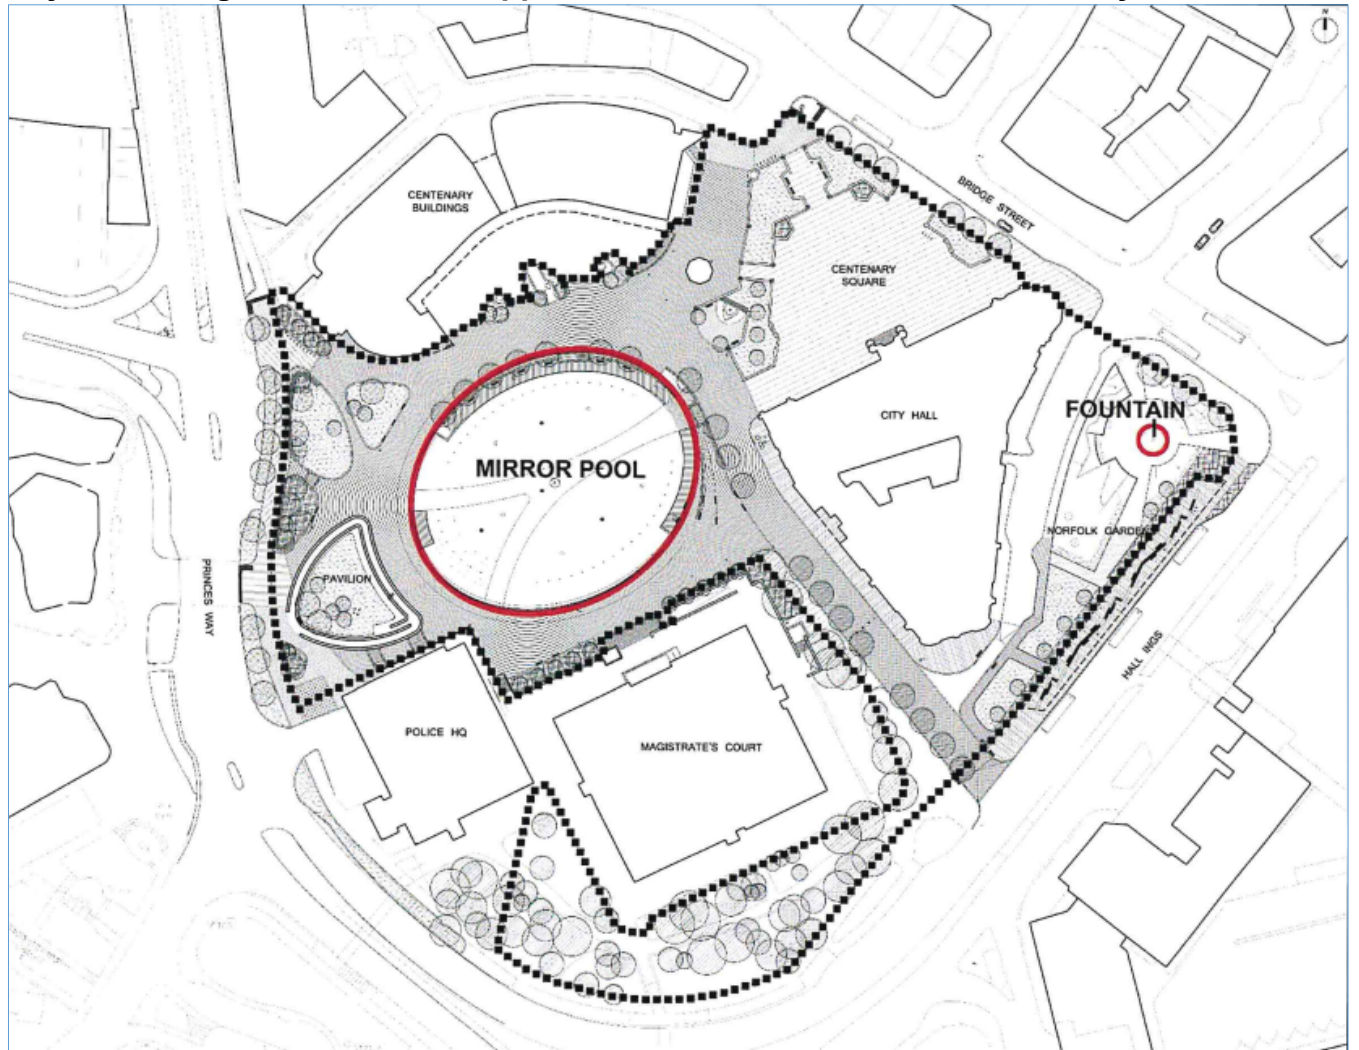 N
BRIDGE STREET
CENTENARY
BUILDINGS
CENTENARY
SQUARE
FOUNTAIN
CITY HALL
MIRROR POOL
NORFOLK GARDEN
PAVILION
PRINCES WAY
HALL INGS
POLICE HQ
MAGISTRATE'S COURT